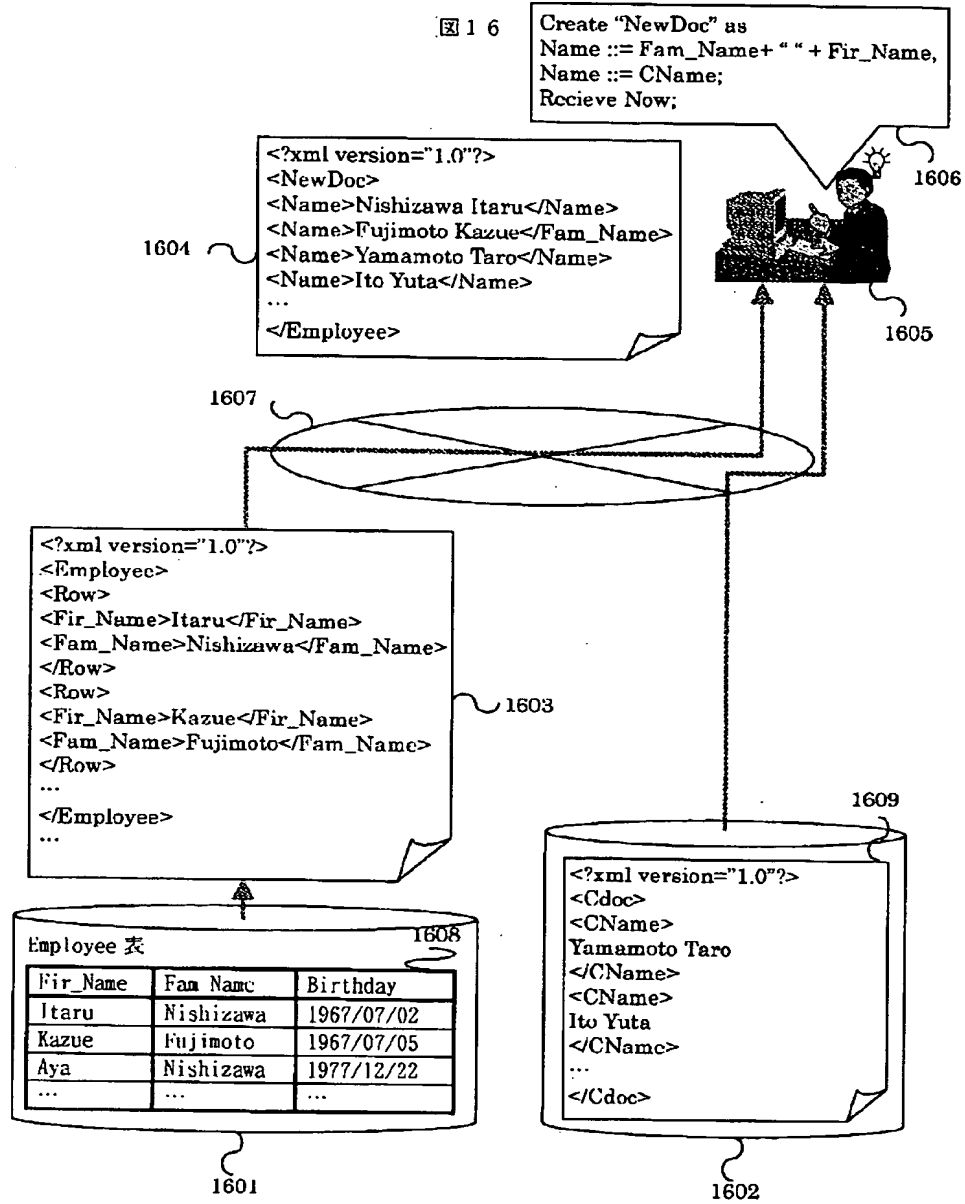 図16
Create "NewDoc" as
Name ::= Fam_Name+ " " + Fir_Name,
Name ::= CName;
Recieve Now;
1606
<?xml version="1.0"?>
<NewDoc>
<Name>Nishizawa Itaru</Name>
<Name>Fujimoto Kazue</Fam_Name>
<Name>Yamamoto Taro</Name>
<Name>Ito Yuta</Name>
...
</Employee>
1604
1605
1607
<?xml version="1.0"?>
<Employee>
<Row>
<Fir_Name>Itaru</Fir_Name>
<Fam_Name>Nishizawa</Fam_Name>
</Row>
<Row>
<Fir_Name>Kazue</Fir_Name>
<Fam_Name>Fujimoto</Fam_Name>
</Row>
...
</Employee>
...
1603
1609
<?xml version="1.0"?>
<Cdoc>
<CName>
Yamamoto Taro
</CName>
<CName>
Ito Yuta
</CName>
...
</Cdoc>
Employee 表
1608
Fir_Name Fam Name Birthday
Itaru Nishizawa 1967/07/02
Kazue Fujimoto 1967/07/05
Aya Nishizawa 1977/12/22
... ... ...
1601
1602